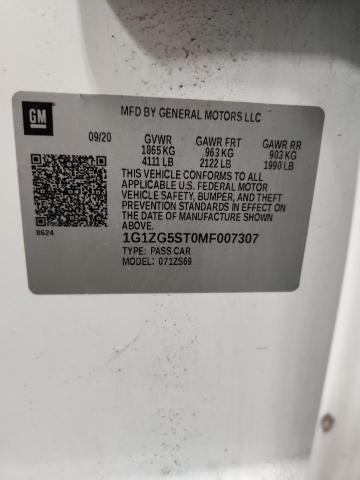 GM
MFD BY GENERAL MOTORS LLC
09/20 GVWR GAWR FRT GAWR RR
1865 KG 963 KG 903 KG
4111 LB 2122 LB 1990 LB
THIS VEHICLE CONFORMS TO ALL
APPLICABLE U.S. FEDERAL MOTOR
VEHICLE SAFETY, BUMPER, AND THEFT
PREVENTION STANDARDS IN EFFECT ON
THE DATE OF MANUFACTURE SHOWN ABOVE.
8624
1G1ZG5ST0MF007307
TYPE: PASS CAR
MODEL: 071ZS69